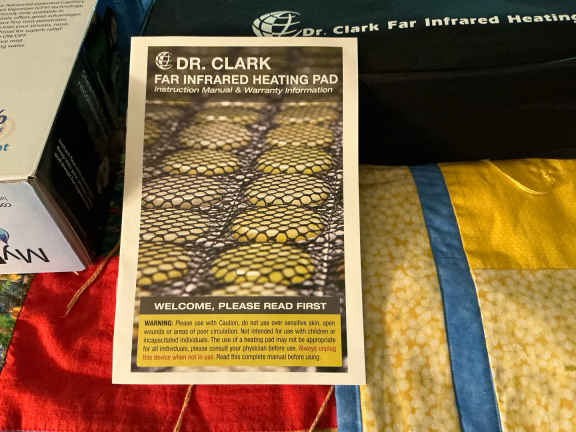 Dr. Clark Far Infrared Heating
DR. CLARK
FAR INFRARED HEATING PAD
Instruction Manual & Warranty Information
WELCOME, PLEASE READ FIRST
WARNING: Please use with Caution, do not use over sensitive skin, open
wounds or areas of poor circulation. Not intended for use with children or
incapacitated individuals. The use of a heating pad may not be appropriate
for all individuals, please consult your physician before use. Always unplug
this device when not in use. Read this complete manual before using.
My